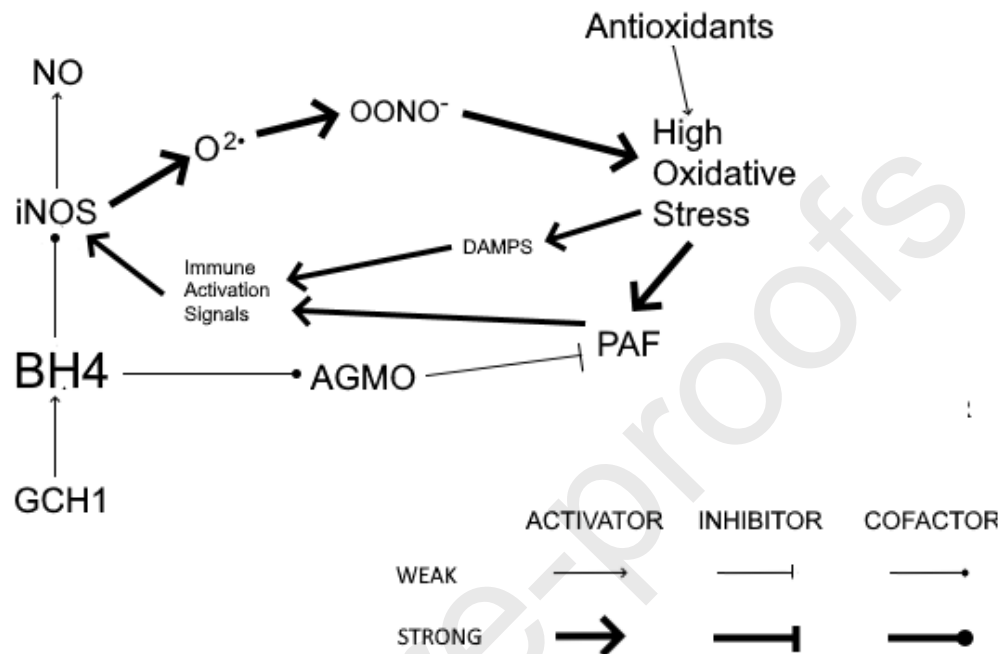 Antioxidants
NO
O²•
OONO⁻
High
Oxidative
Stress
iNOS
DAMPS
Immune
Activation
Signals
PAF
BH4
AGMO
GCH1
ACTIVATOR INHIBITOR COFACTOR
WEAK
STRONG
e-proofs